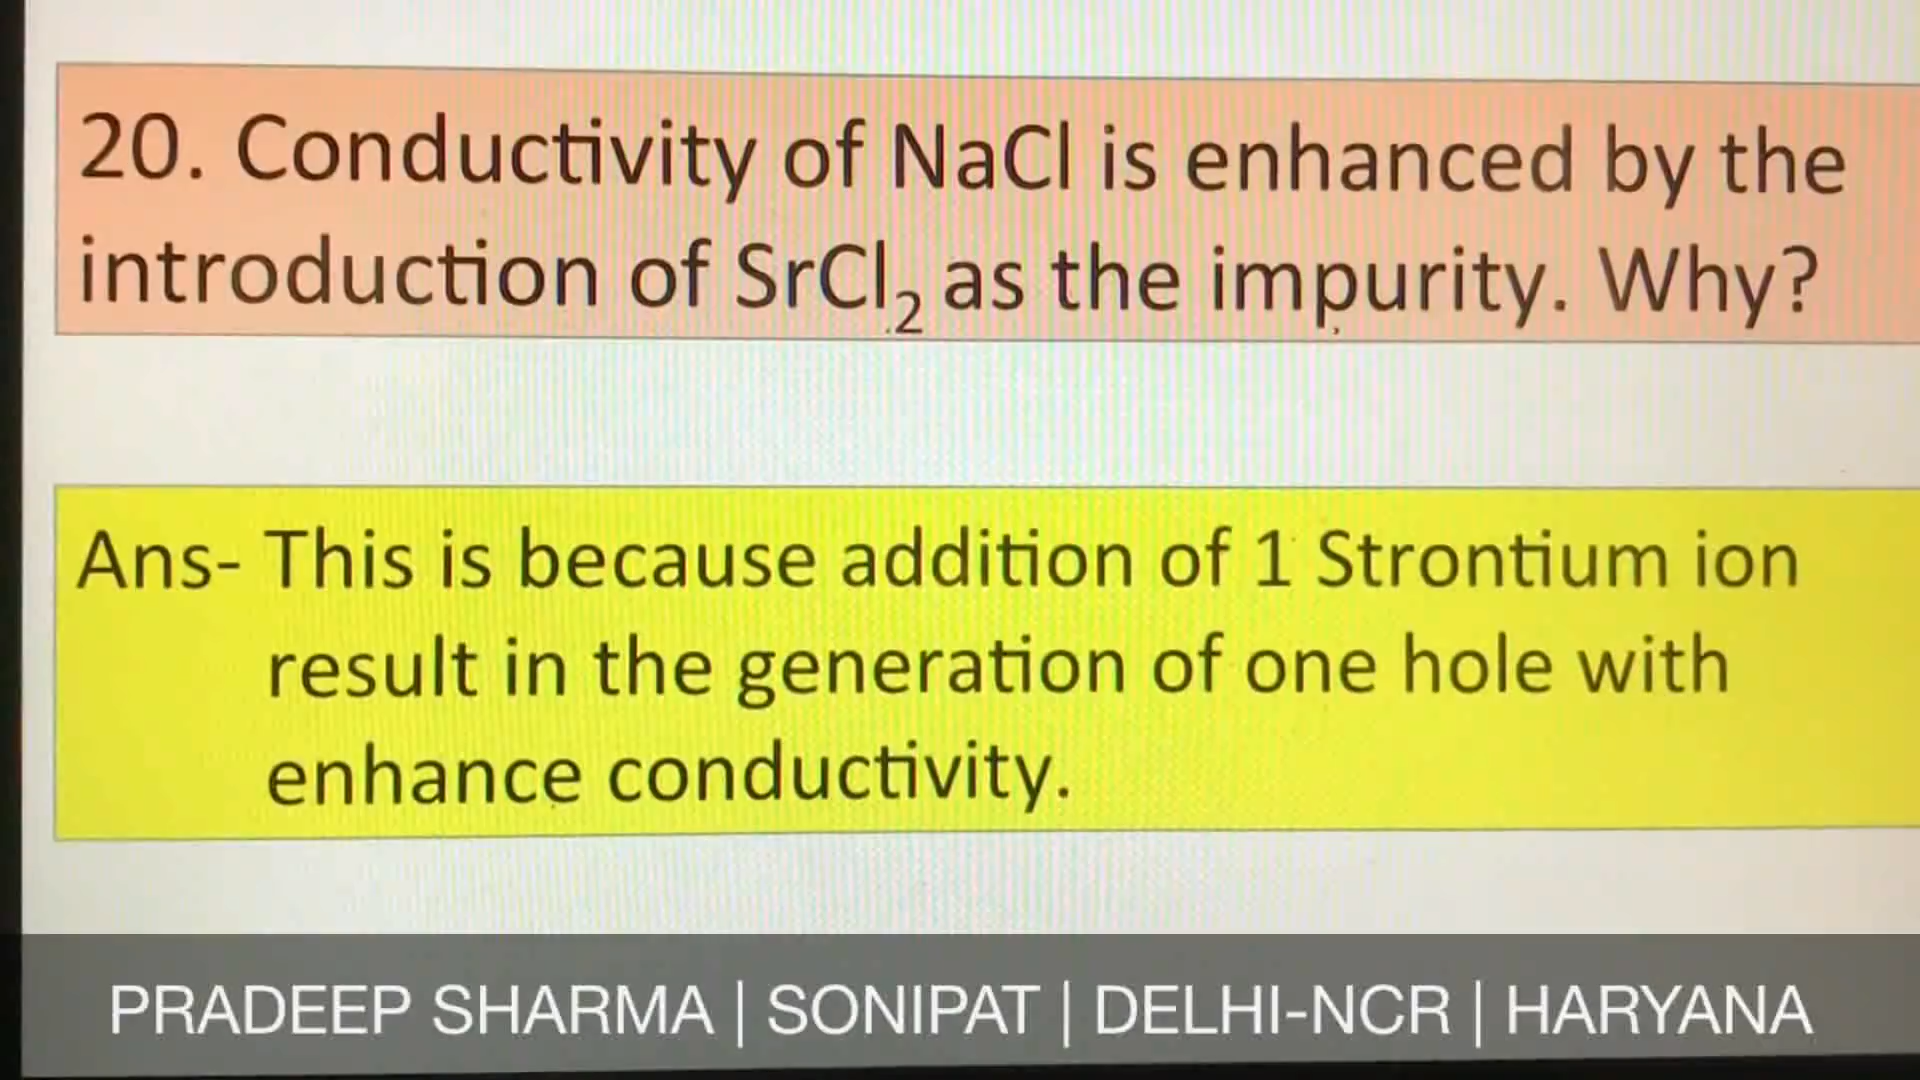 20. Conductivity of NaCl is enhanced by the
introduction of SrCl₂ as the impurity. Why?
Ans- This is because addition of 1 Strontium ion
result in the generation of one hole with
enhance conductivity.
PRADEEP SHARMA | SONIPAT | DELHI-NCR | HARYANA